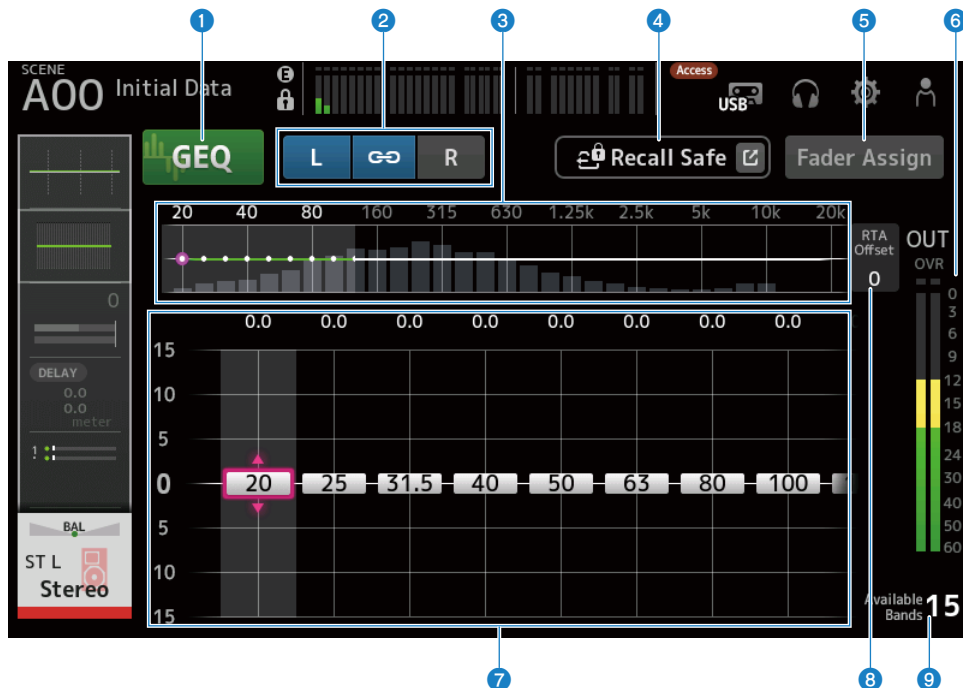 1 2 3 4 5 6
SCENE
A00 Initial Data
E
Access
USB
GEQ
L R
Recall Safe
Fader Assign
20 40 80 160 315 630 1.25k 2.5k 5k 10k 20k
RTA
Offset
0
OUT
OVR
0
3
6
9
12
15
18
24
30
40
50
60
0
DELAY
0.0
0.0
meter
!
BAL
ST L
Stereo
0.0 0.0 0.0 0.0 0.0 0.0 0.0 0.0
15
10
5
0
5
10
15
20 25 31.5 40 50 63 80 100
Available
Bands
15
7 8 9